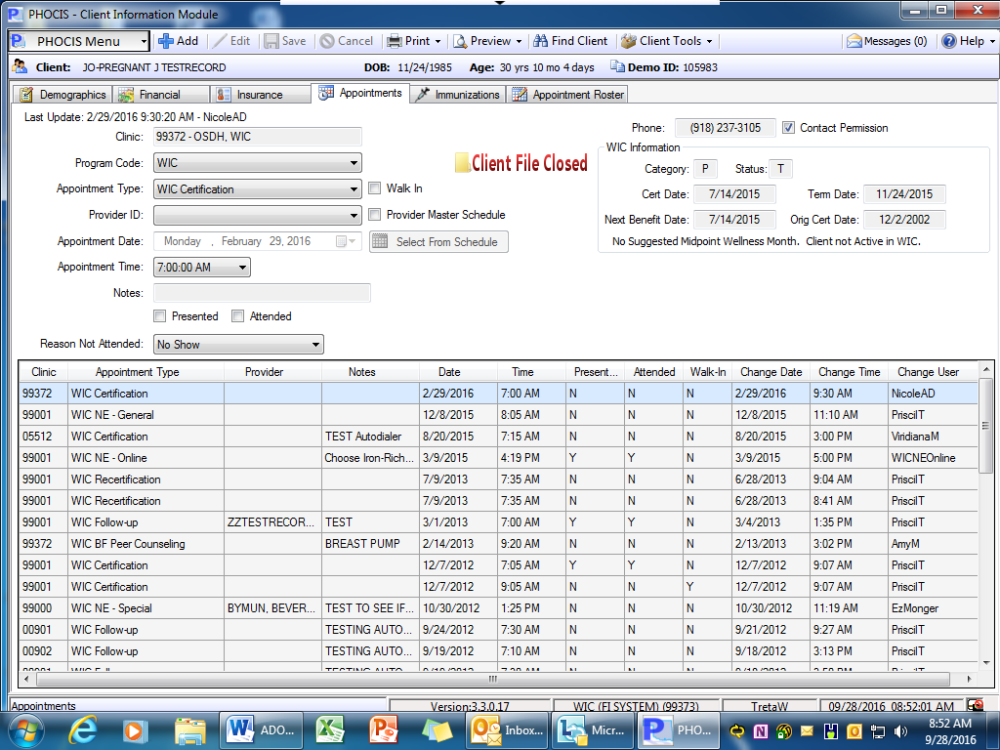 PHOCIS - Client Information Module
PHOCIS Menu Add Edit Save Cancel Print Preview Find Client Client Tools Messages (0) Help
Client: JO-PREGNANT J TESTRECORD DOB: 11/24/1985 Age: 30 yrs 10 mo 4 days Demo ID: 105983
Demographics Financial Insurance Appointments Immunizations Appointment Roster
Last Update: 2/29/2016 9:30:20 AM - NicoleAD
Clinic: 99372 - OSDH, WIC
Program Code: WIC
Appointment Type: WIC Certification Walk In
Provider ID: Provider Master Schedule
Appointment Date: Monday , February 29, 2016 Select From Schedule
Appointment Time: 7:00:00 AM
Notes:
Presented Attended
Reason Not Attended: No Show
Client File Closed
Phone: (918) 237-3105 Contact Permission
WIC Information
Category: P Status: T
Cert Date: 7/14/2015 Term Date: 11/24/2015
Next Benefit Date: 7/14/2015 Orig Cert Date: 12/2/2002
No Suggested Midpoint Wellness Month. Client not Active in WIC.
Clinic Appointment Type Provider Notes Date Time Present... Attended Walk-In Change Date Change Time Change User
99372 WIC Certification 2/29/2016 7:00 AM N N N 2/29/2016 9:30 AM NicoleAD
99001 WIC NE - General 12/8/2015 8:05 AM N N N 12/8/2015 11:10 AM PriscilT
05512 WIC Certification TEST Autodialer 8/20/2015 7:15 AM N N N 8/20/2015 3:00 PM ViridianaM
99001 WIC NE - Online Choose Iron-Rich... 3/9/2015 4:19 PM Y Y N 3/9/2015 5:00 PM WICNEOnline
99001 WIC Recertification 7/9/2013 7:35 AM N N N 6/28/2013 9:04 AM PriscilT
99001 WIC Recertification 7/9/2013 7:35 AM N N N 6/28/2013 8:41 AM PriscilT
99001 WIC Follow-up ZZTESTRECOR... TEST 3/1/2013 7:00 AM Y Y N 3/4/2013 1:35 PM PriscilT
99372 WIC BF Peer Counseling BREAST PUMP 2/14/2013 9:20 AM N N N 2/13/2013 3:02 PM AmyM
99001 WIC Certification 12/7/2012 7:05 AM Y Y N 12/7/2012 9:07 AM PriscilT
99001 WIC Certification 12/7/2012 9:05 AM N N Y 12/7/2012 9:07 AM PriscilT
99000 WIC NE - Special BYMUN, BEVER... TEST TO SEE IF... 10/30/2012 1:25 PM N N N 10/30/2012 11:19 AM EzMonger
00901 WIC Follow-up TESTING AUTO... 9/24/2012 7:30 AM N N N 9/21/2012 9:27 AM PriscilT
00902 WIC Follow-up TESTING AUTO... 9/19/2012 7:10 AM N N N 9/18/2012 3:13 PM PriscilT
Appointments Version:3.3.0.17 WIC (FI SYSTEM) (99373) TretaW 09/28/2016 08:52:01 AM
ADO... Inbox... Micr... PHO... 8:52 AM
9/28/2016